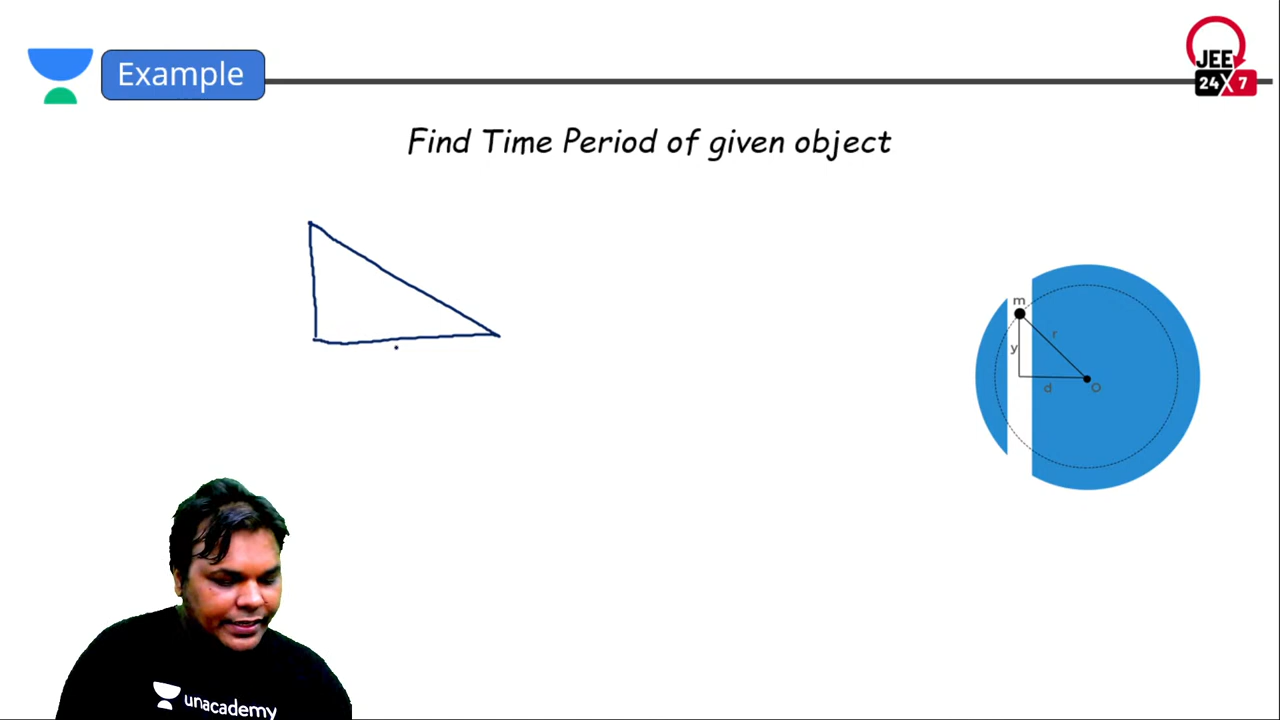 Example
JEE
24X7
Find Time Period of given object
m
r
y
d
O
unacademy